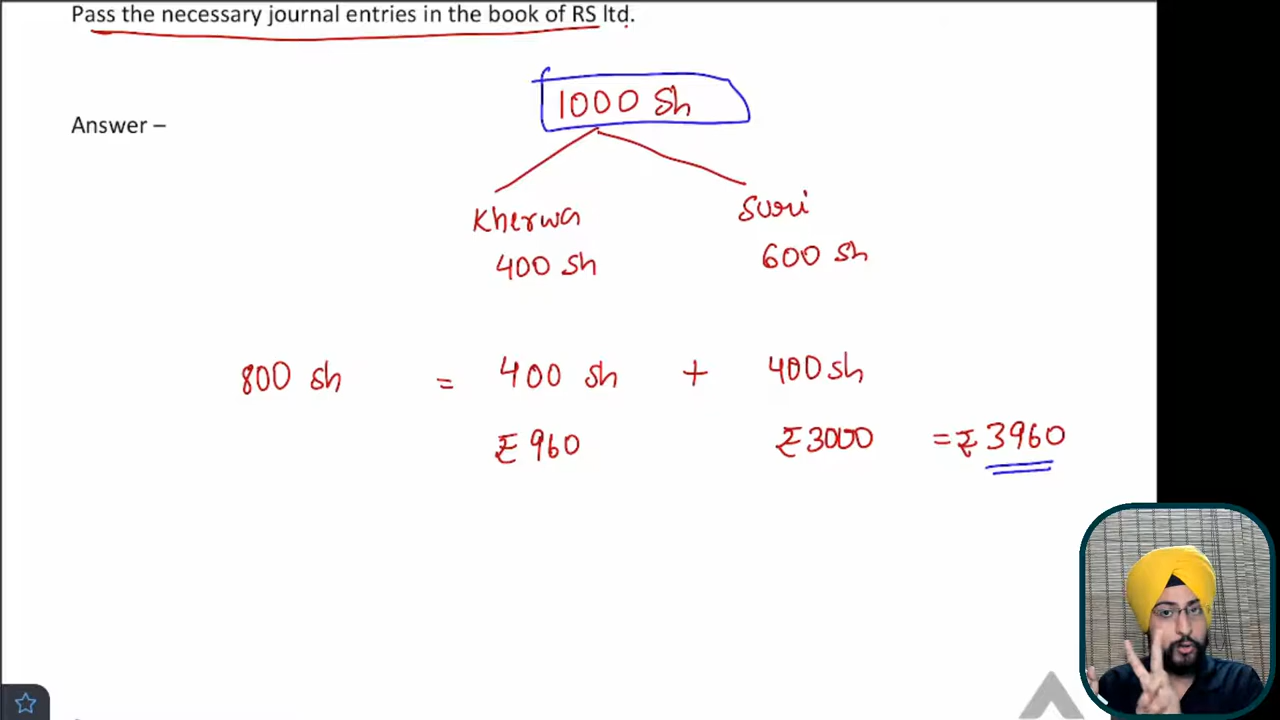 Pass the necessary journal entries in the book of RS ltd.
1000 Sh
Answer –
Kherwa Suri
400 Sh 600 Sh
800 sh = 400 sh + 400 sh
₹ 960 ₹ 3000 = ₹ 3960